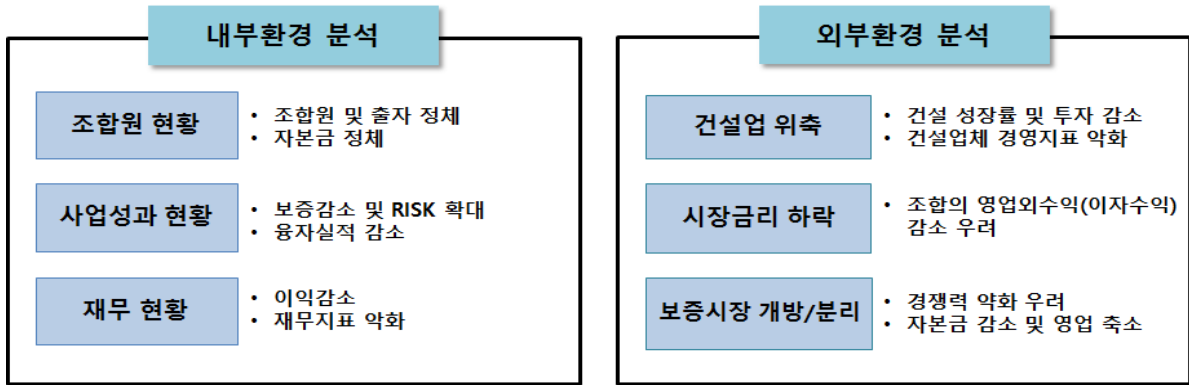 내부환경 분석
조합원 현황
• 조합원 및 출자 정체
• 자본금 정체
사업성과 현황
• 보증감소 및 RISK 확대
• 융자실적 감소
재무 현황
• 이익감소
• 재무지표 악화
외부환경 분석
건설업 위축
• 건설 성장률 및 투자 감소
• 건설업체 경영지표 악화
시장금리 하락
• 조합의 영업외수익(이자수익)
감소 우려
보증시장 개방/분리
• 경쟁력 약화 우려
• 자본금 감소 및 영업 축소